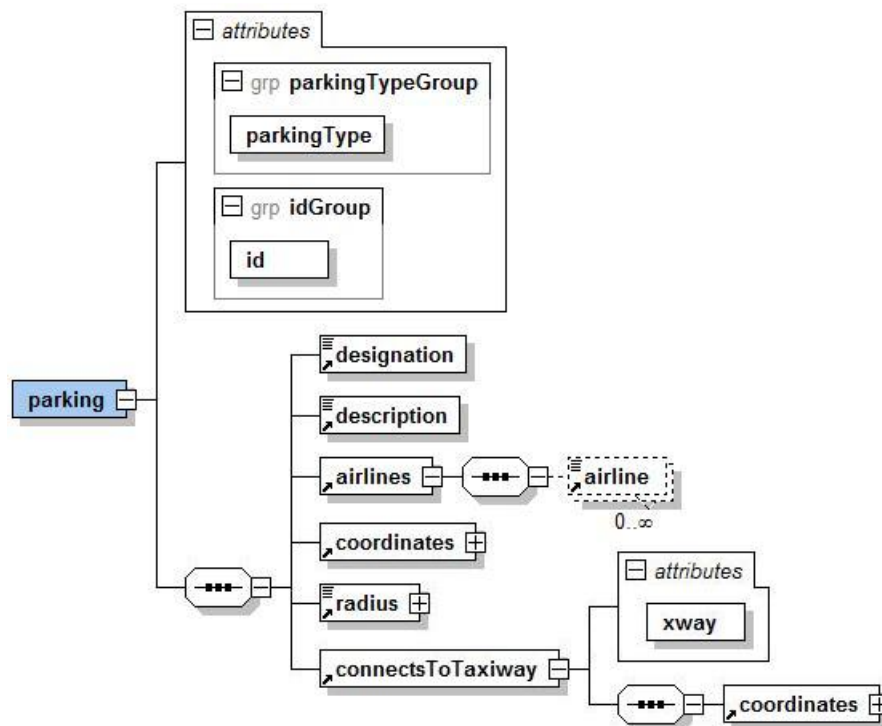 attributes
grp parkingTypeGroup
parkingType
grp idGroup
id
parking
designation
description
airlines
airline
0..∞
coordinates
radius
connectsToTaxiway
attributes
xway
coordinates